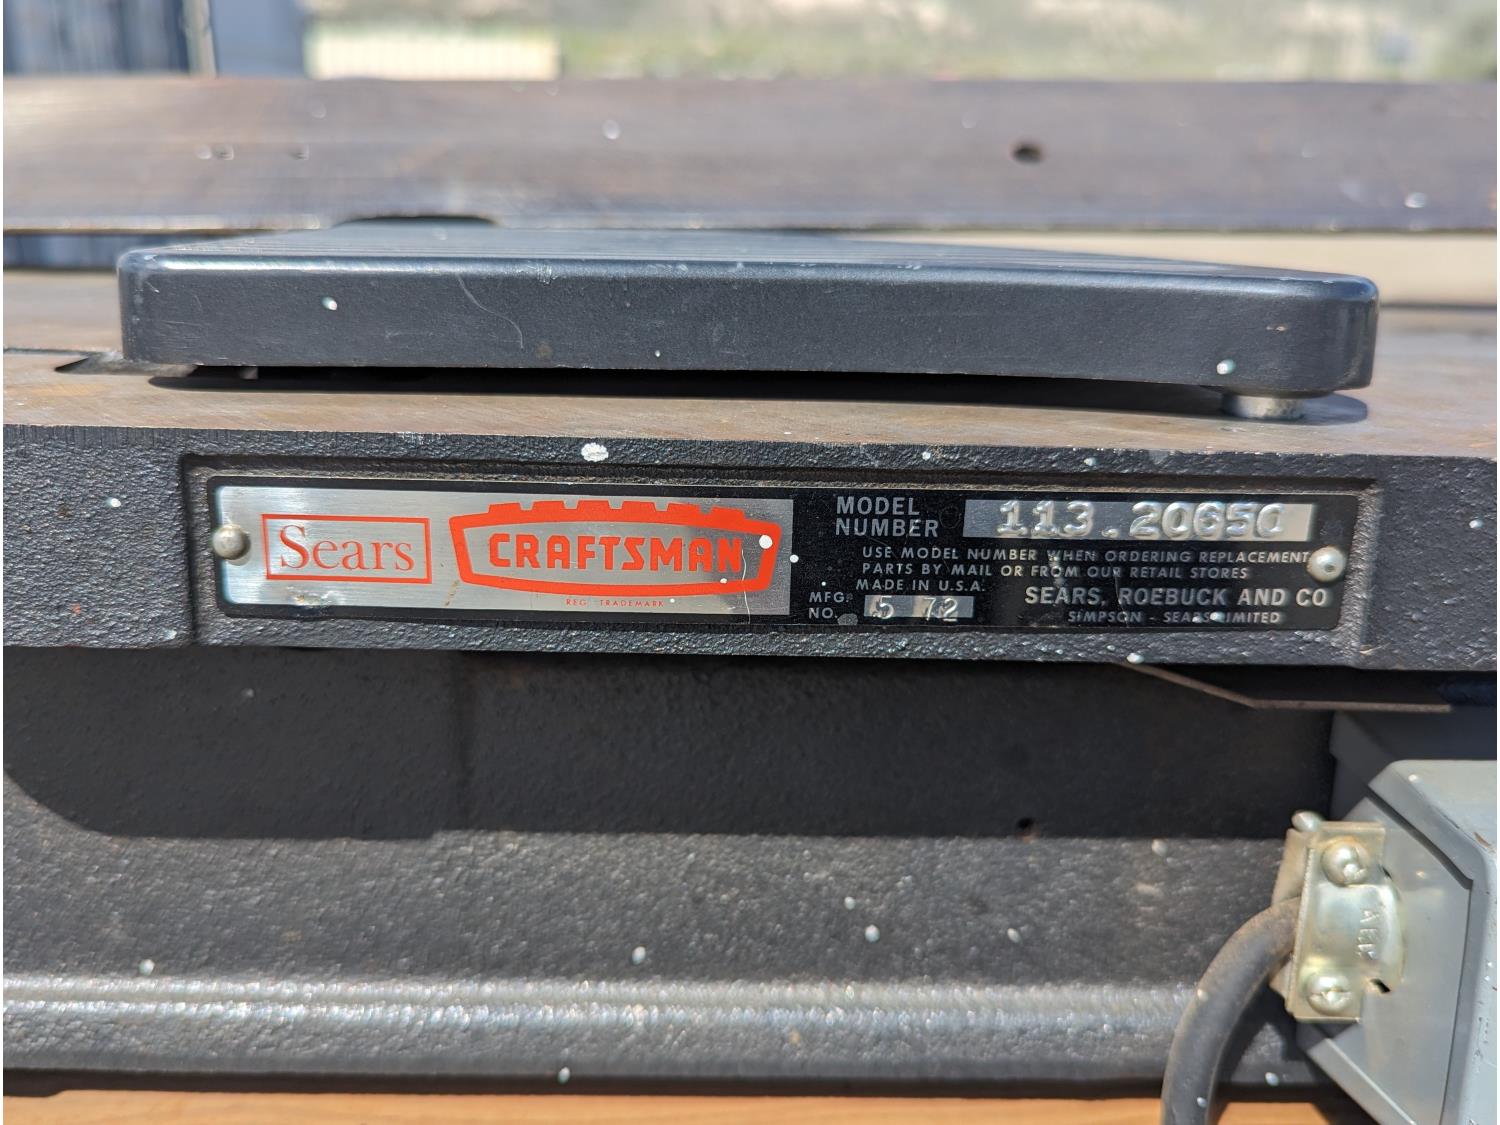 Sears
CRAFTSMAN
REG. TRADEMARK
MODEL NUMBER 113.20650
USE MODEL NUMBER WHEN ORDERING REPLACEMENT
PARTS BY MAIL OR FROM OUR RETAIL STORES
MADE IN U.S.A.
MFG. NO. 5 72
SEARS, ROEBUCK AND CO
SIMPSON - SEARS LIMITED